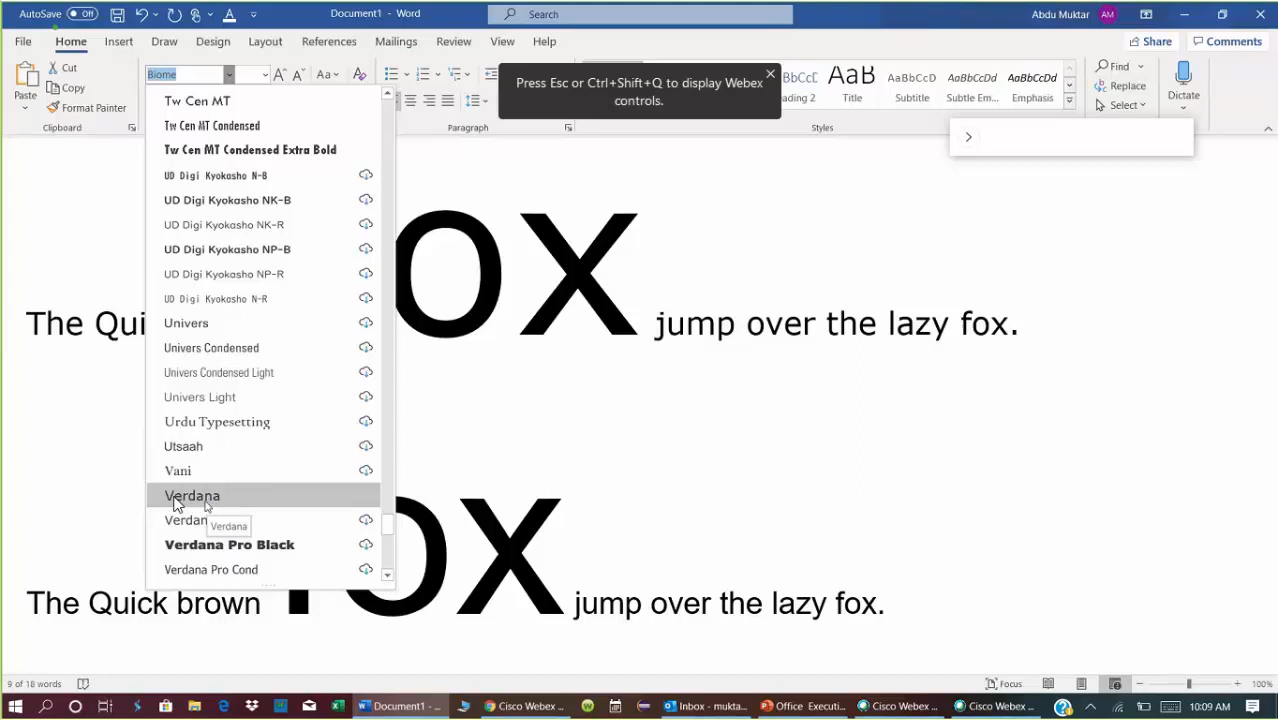 AutoSave Off
Document1 - Word
Search
Abdu Muktar AM
File Home Insert Draw Design Layout References Mailings Review View Help
Share Comments
Paste
Cut
Copy
Format Painter
Clipboard
Biome
Aa
Paragraph
Press Esc or Ctrl+Shift+Q to display Webex
controls.
AaB AaBbCcD AaBbCcDd AaBbCcDd
Title Subtitle Subtle Em... Emphasis
Styles
Find
Replace
Select
Dictate
Tw Cen MT
Tw Cen MT Condensed
Tw Cen MT Condensed Extra Bold
UD Digi Kyokasho N-B
UD Digi Kyokasho NK-B
UD Digi Kyokasho NK-R
UD Digi Kyokasho NP-B
UD Digi Kyokasho NP-R
UD Digi Kyokasho N-R
Univers
Univers Condensed
Univers Condensed Light
Univers Light
Urdu Typesetting
Utsaah
Vani
Verdana
Verdan
Verdana
Verdana Pro Black
Verdana Pro Cond
The Qui ox jump over the lazy fox.
The Quick brown fox jump over the lazy fox.
9 of 18 words
Focus
100%
Document1 - ...
Cisco Webex ...
Inbox - mukta...
Office Executi...
Cisco Webex ...
Cisco Webex ...
10:09 AM